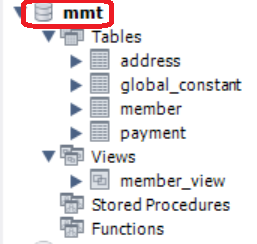 mmt
Tables
address
global_constant
member
payment
Views
member_view
Stored Procedures
Functions